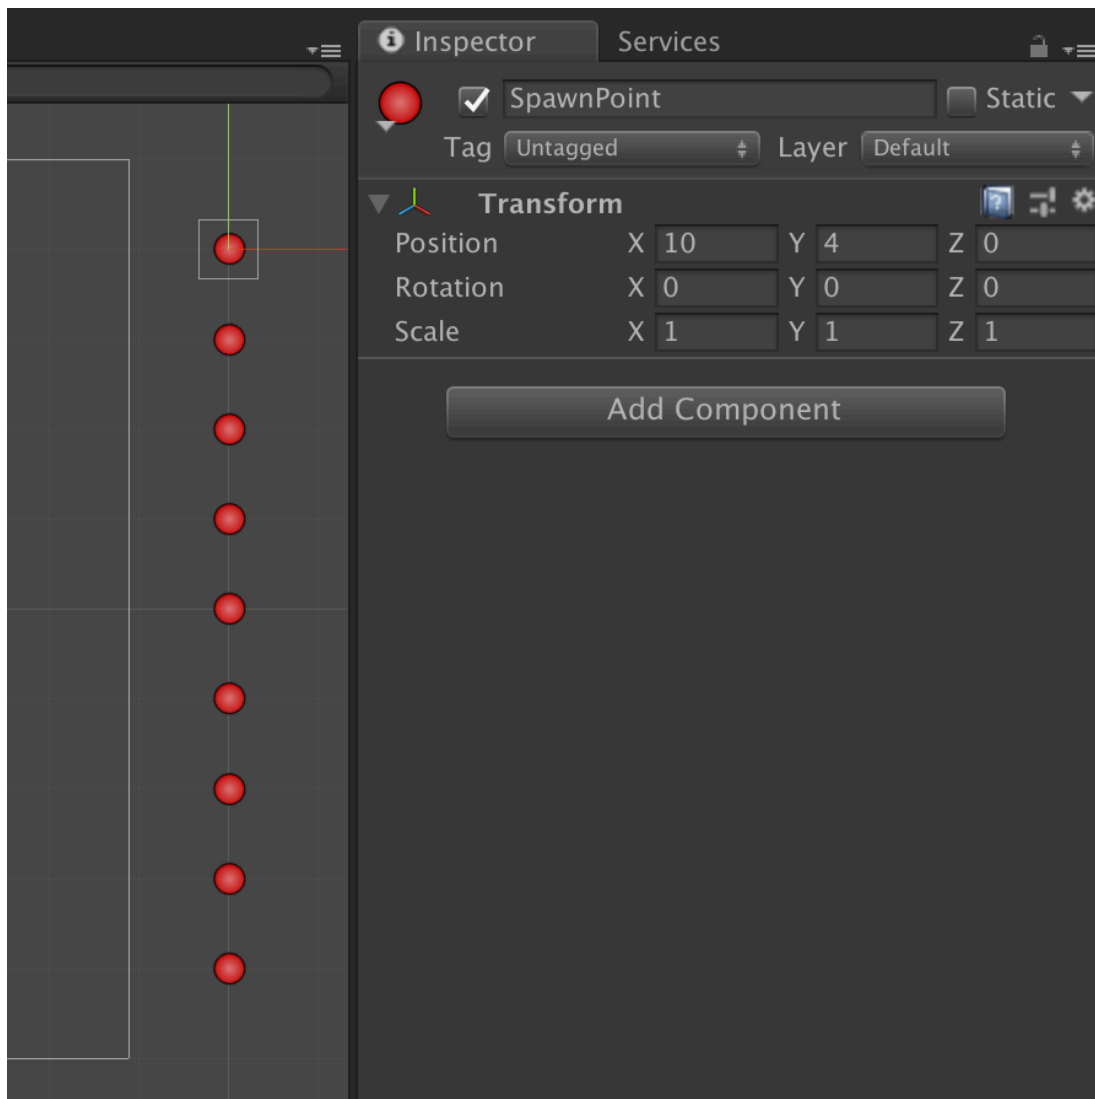 Inspector Services
SpawnPoint Static
Tag Untagged Layer Default
Transform
Position X 10 Y 4 Z 0
Rotation X 0 Y 0 Z 0
Scale X 1 Y 1 Z 1
Add Component